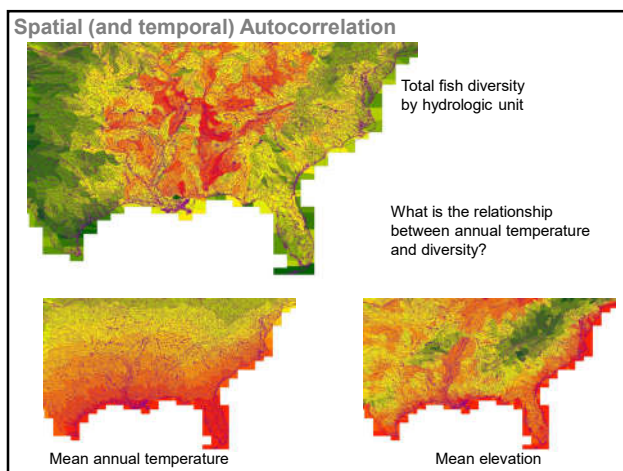 Spatial (and temporal) Autocorrelation
Total fish diversity
by hydrologic unit
What is the relationship
between annual temperature
and diversity?
Mean annual temperature
Mean elevation